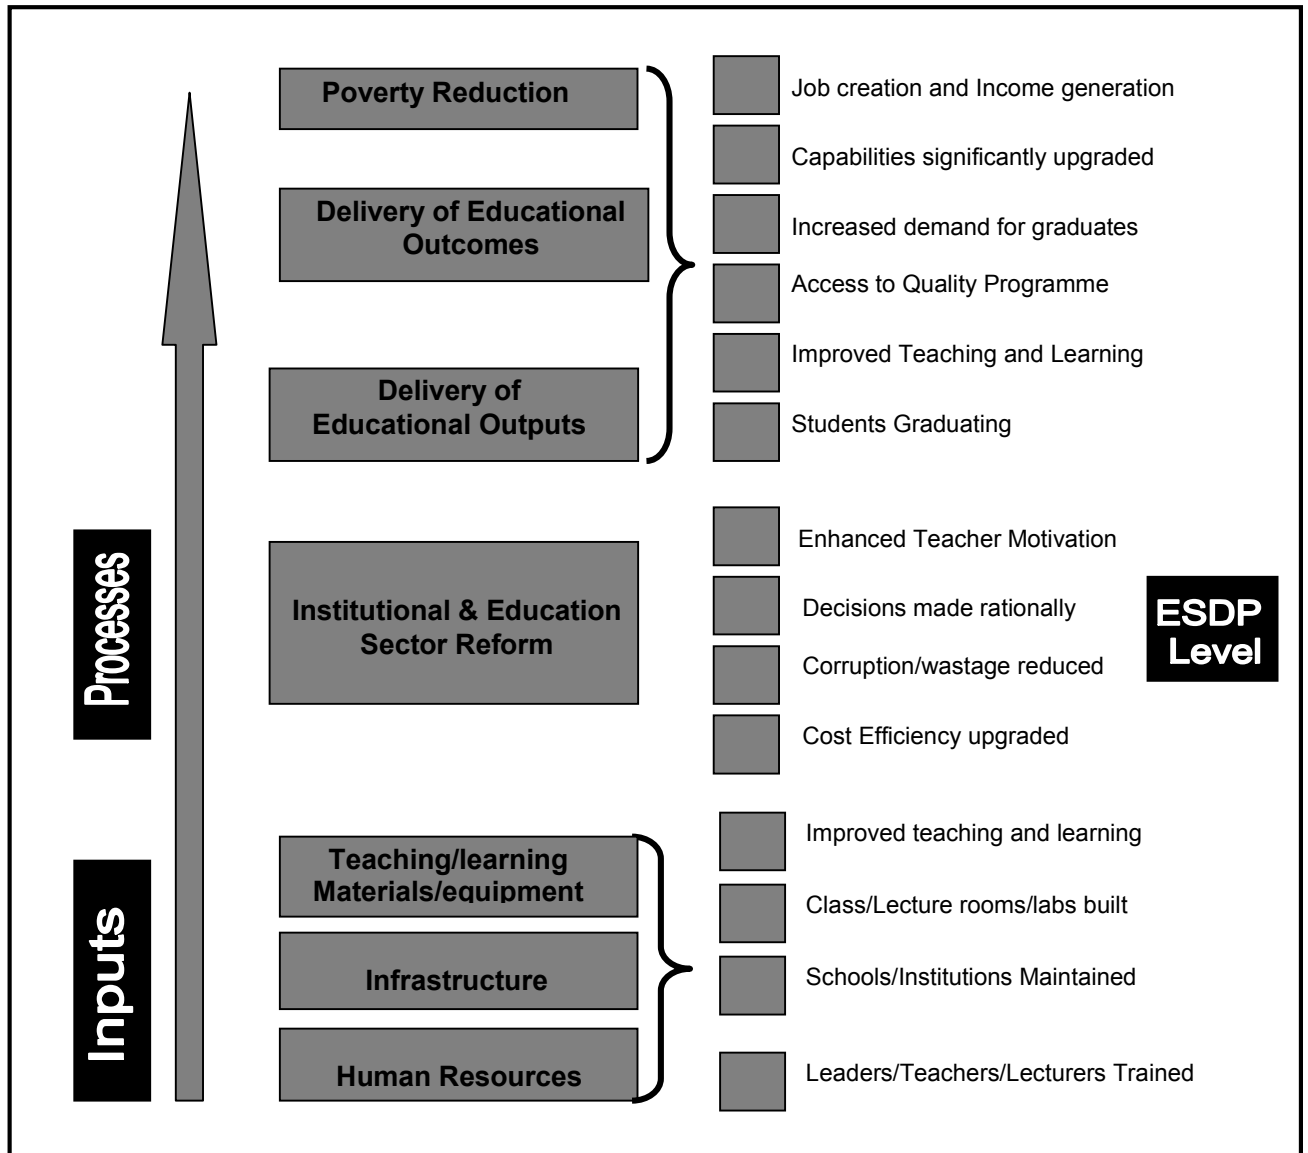 Poverty Reduction
Delivery of Educational
Outcomes
Delivery of
Educational Outputs
Job creation and Income generation
Capabilities significantly upgraded
Increased demand for graduates
Access to Quality Programme
Improved Teaching and Learning
Students Graduating
Processes
Institutional & Education
Sector Reform
Enhanced Teacher Motivation
Decisions made rationally
Corruption/wastage reduced
Cost Efficiency upgraded
ESDP
Level
Inputs
Teaching/learning
Materials/equipment
Infrastructure
Human Resources
Improved teaching and learning
Class/Lecture rooms/labs built
Schools/Institutions Maintained
Leaders/Teachers/Lecturers Trained